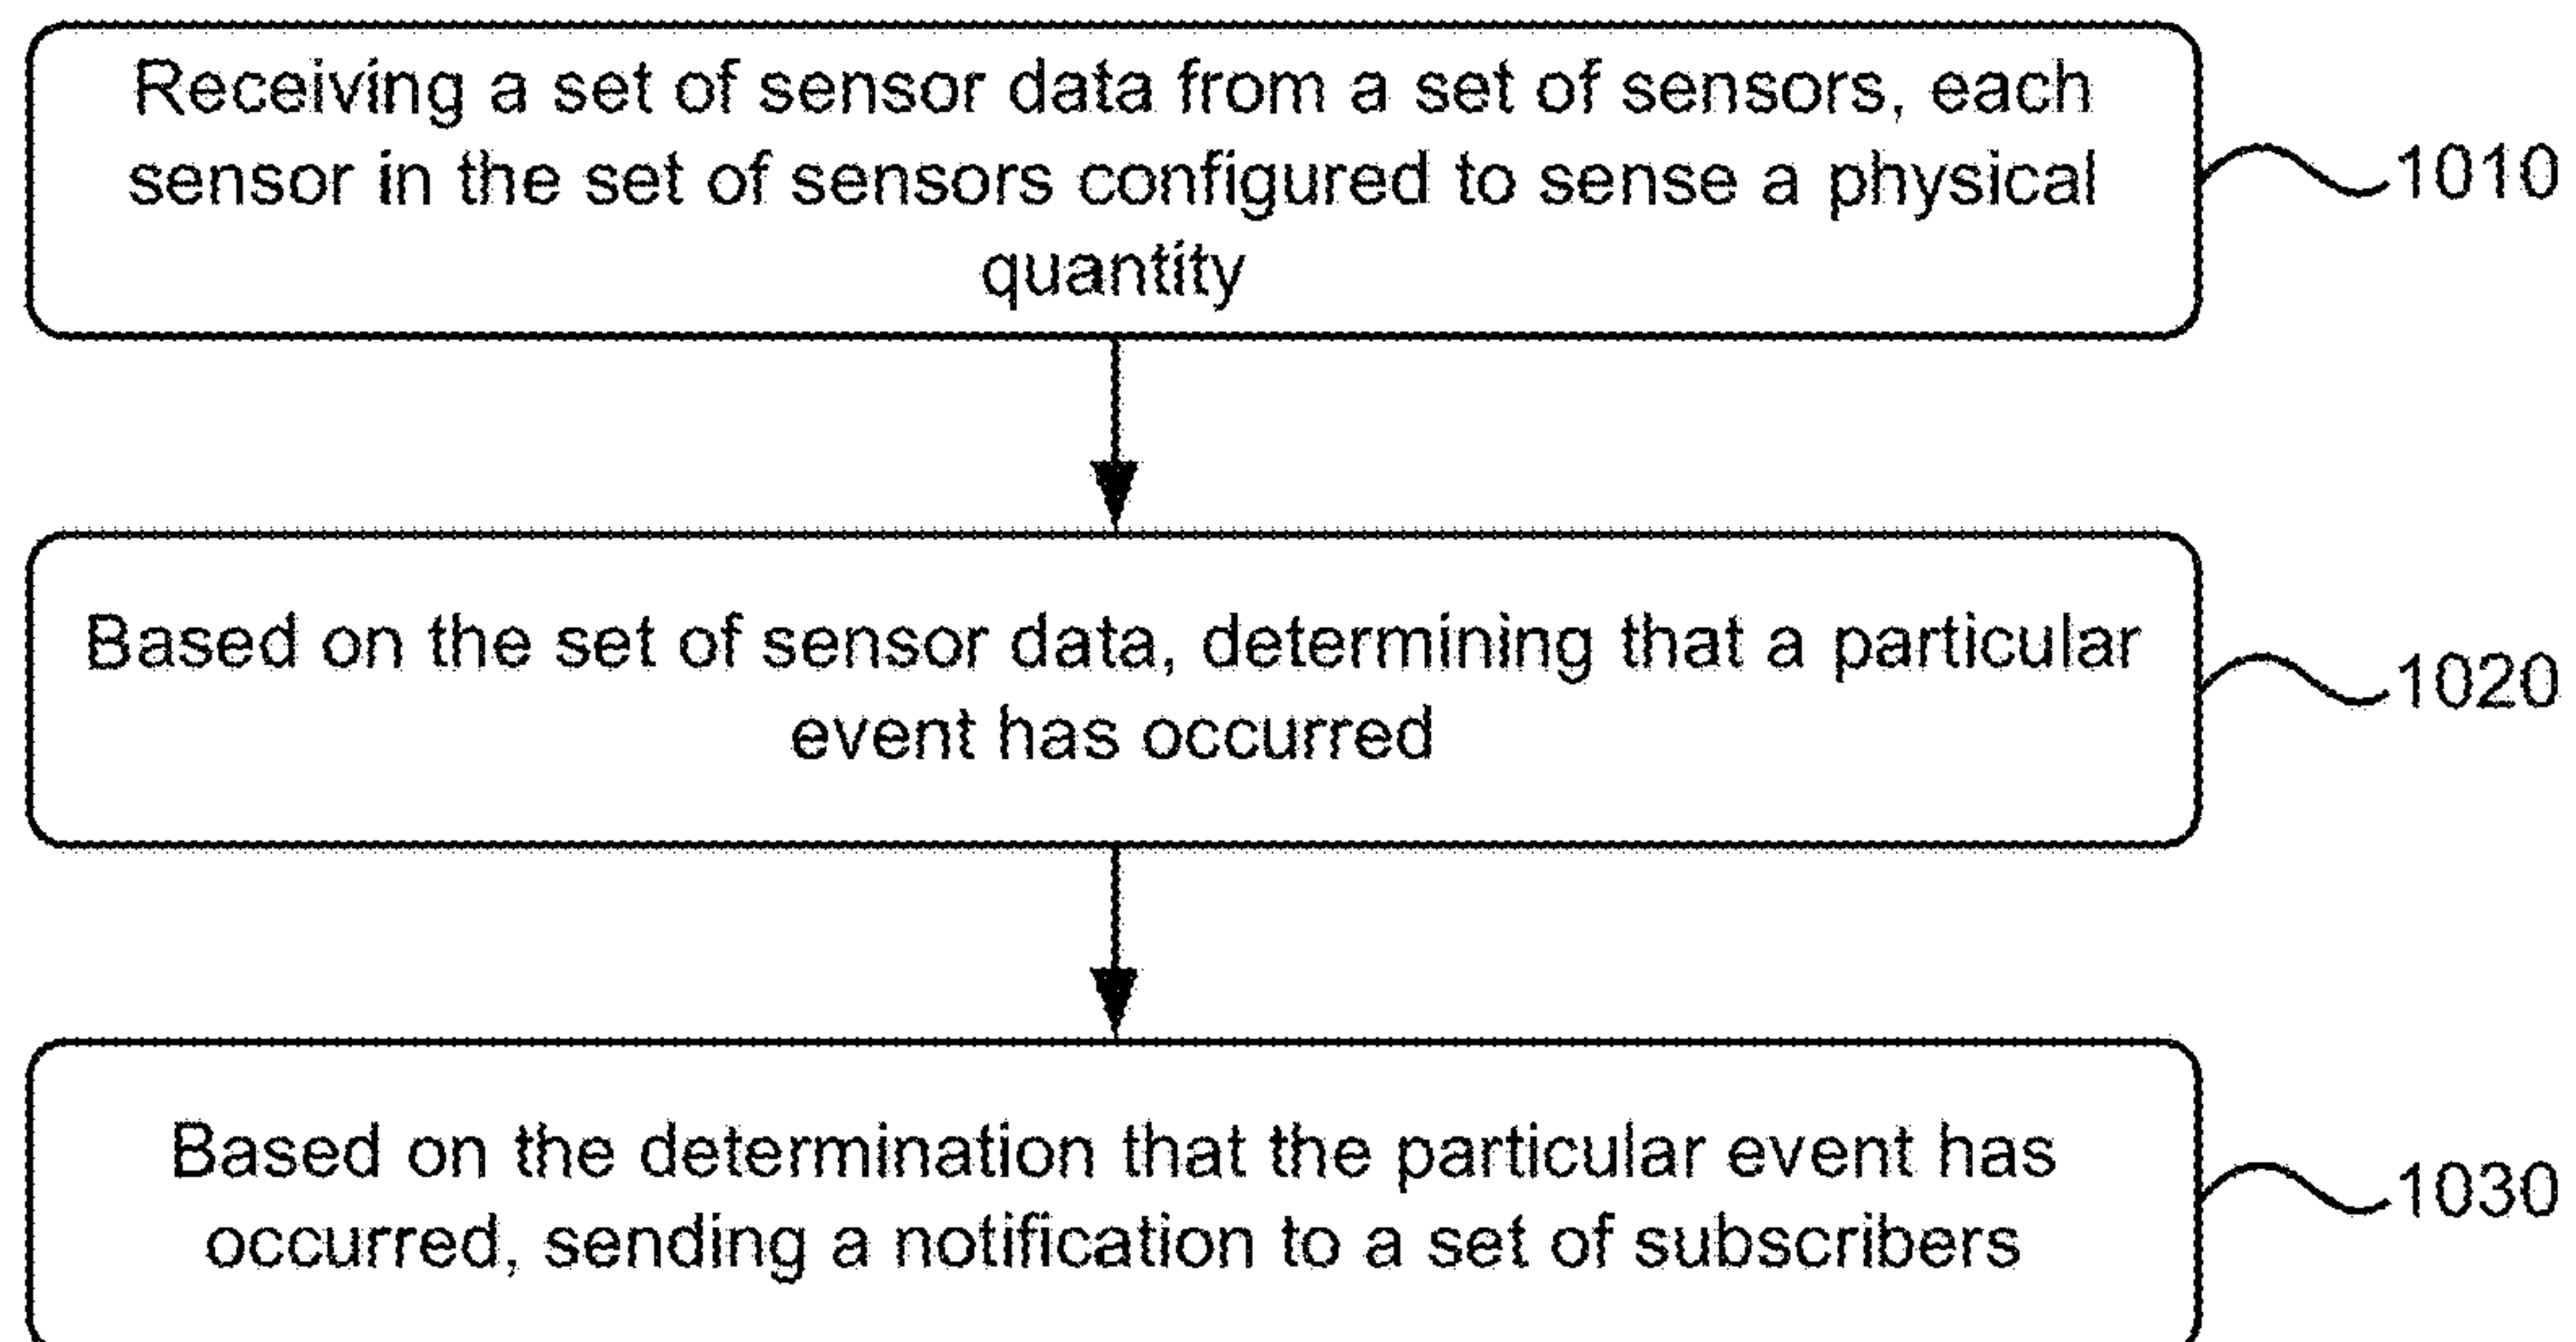 Receiving a set of sensor data from a set of sensors, each
sensor in the set of sensors configured to sense a physical
quantity
1010
Based on the set of sensor data, determining that a particular
event has occurred
1020
Based on the determination that the particular event has
occurred, sending a notification to a set of subscribers
1030